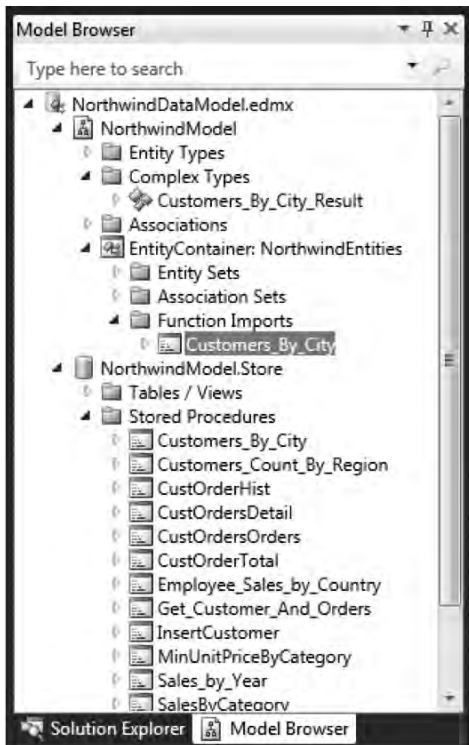 Model Browser
Type here to search
NorthwindDataModel.edmx
NorthwindModel
Entity Types
Complex Types
Customers_By_City_Result
Associations
EntityContainer: NorthwindEntities
Entity Sets
Association Sets
Function Imports
Customers_By_City
NorthwindModel.Store
Tables / Views
Stored Procedures
Customers_By_City
Customers_Count_By_Region
CustOrderHist
CustOrdersDetail
CustOrdersOrders
CustOrderTotal
Employee_Sales_by_Country
Get_Customer_And_Orders
InsertCustomer
MinUnitPriceByCategory
Sales_by_Year
SalesByCategory
Solution Explorer Model Browser